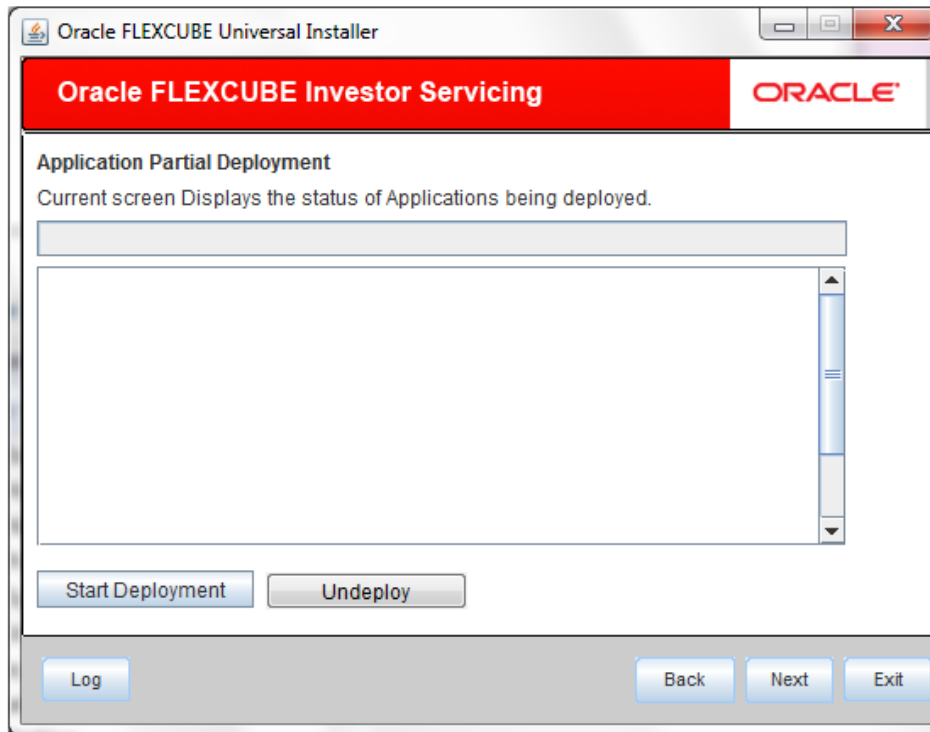 Oracle FLEXCUBE Universal Installer
Oracle FLEXCUBE Investor Servicing
ORACLE
Application Partial Deployment
Current screen Displays the status of Applications being deployed.
Start Deployment
Undeploy
Log
Back
Next
Exit